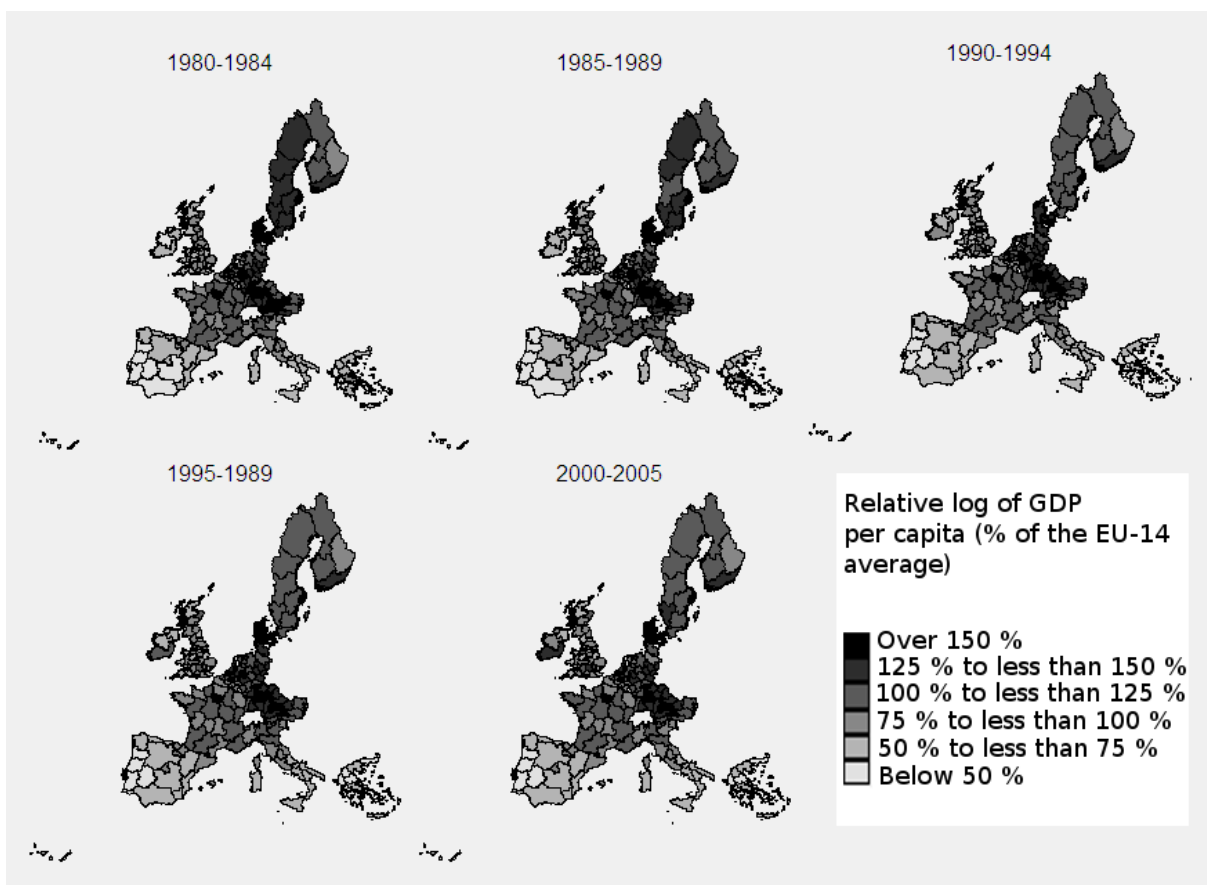 1980-1984
1985-1989
1990-1994
1995-1989
2000-2005
Relative log of GDP
per capita (% of the EU-14
average)
Over 150 %
125 % to less than 150 %
100 % to less than 125 %
75 % to less than 100 %
50 % to less than 75 %
Below 50 %